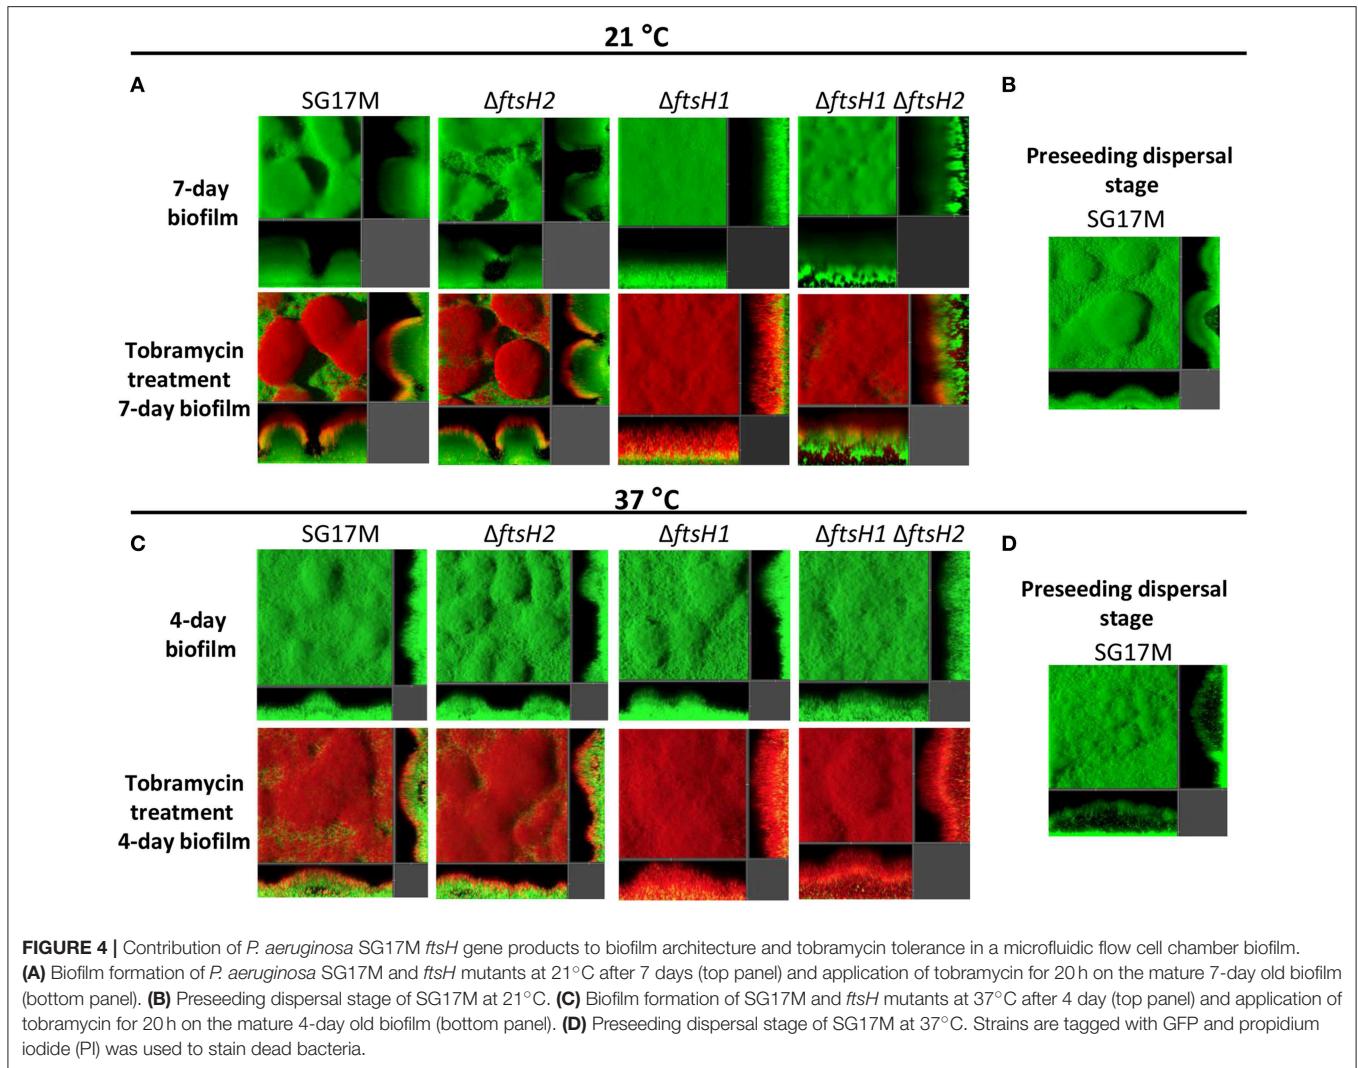 21 °C
A
SG17M
ΔftsH2
ΔftsH1
ΔftsH1 ΔftsH2
7-day
biofilm
Tobramycin
treatment
7-day biofilm
B
Preseeding dispersal
stage
SG17M
37 °C
C
SG17M
ΔftsH2
ΔftsH1
ΔftsH1 ΔftsH2
4-day
biofilm
Tobramycin
treatment
4-day biofilm
D
Preseeding dispersal
stage
SG17M
FIGURE 4 | Contribution of P. aeruginosa SG17M ftsH gene products to biofilm architecture and tobramycin tolerance in a microfluidic flow cell chamber biofilm.
(A) Biofilm formation of P. aeruginosa SG17M and ftsH mutants at 21°C after 7 days (top panel) and application of tobramycin for 20 h on the mature 7-day old biofilm
(bottom panel). (B) Preseeding dispersal stage of SG17M at 21°C. (C) Biofilm formation of SG17M and ftsH mutants at 37°C after 4 day (top panel) and application of
tobramycin for 20 h on the mature 4-day old biofilm (bottom panel). (D) Preseeding dispersal stage of SG17M at 37°C. Strains are tagged with GFP and propidium
iodide (PI) was used to stain dead bacteria.